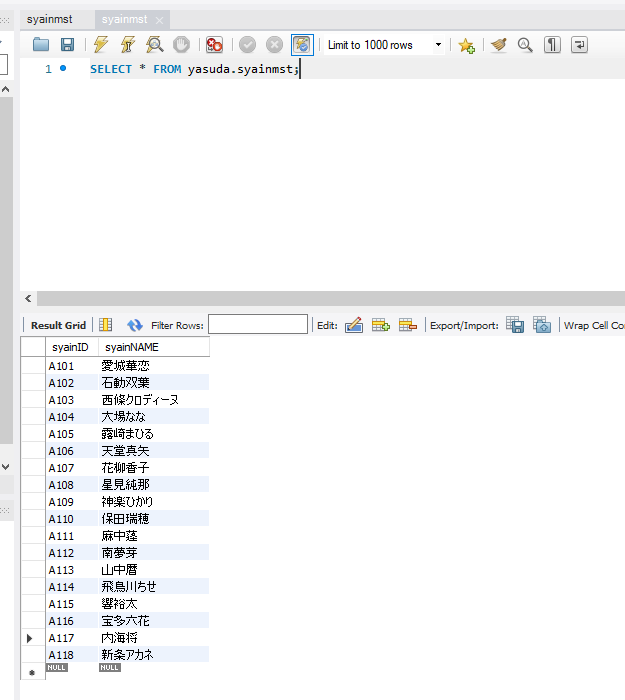 syainmst
syainmst
Limit to 1000 rows
1 SELECT * FROM yasuda.syainmst;
Result Grid Filter Rows: Edit: Export/Import: Wrap Cell Co
syainID syainNAME
A101 愛城華恋
A102 石動双葉
A103 西條クロディーヌ
A104 大場なな
A105 露崎まひる
A106 天堂真矢
A107 花柳香子
A108 星見純那
A109 神楽ひかり
A110 保田瑞穂
A111 麻中蓬
A112 南夢芽
A113 山中暦
A114 飛鳥川ちせ
A115 響裕太
A116 宝多六花
A117 内海将
A118 新条アカネ
NULL NULL